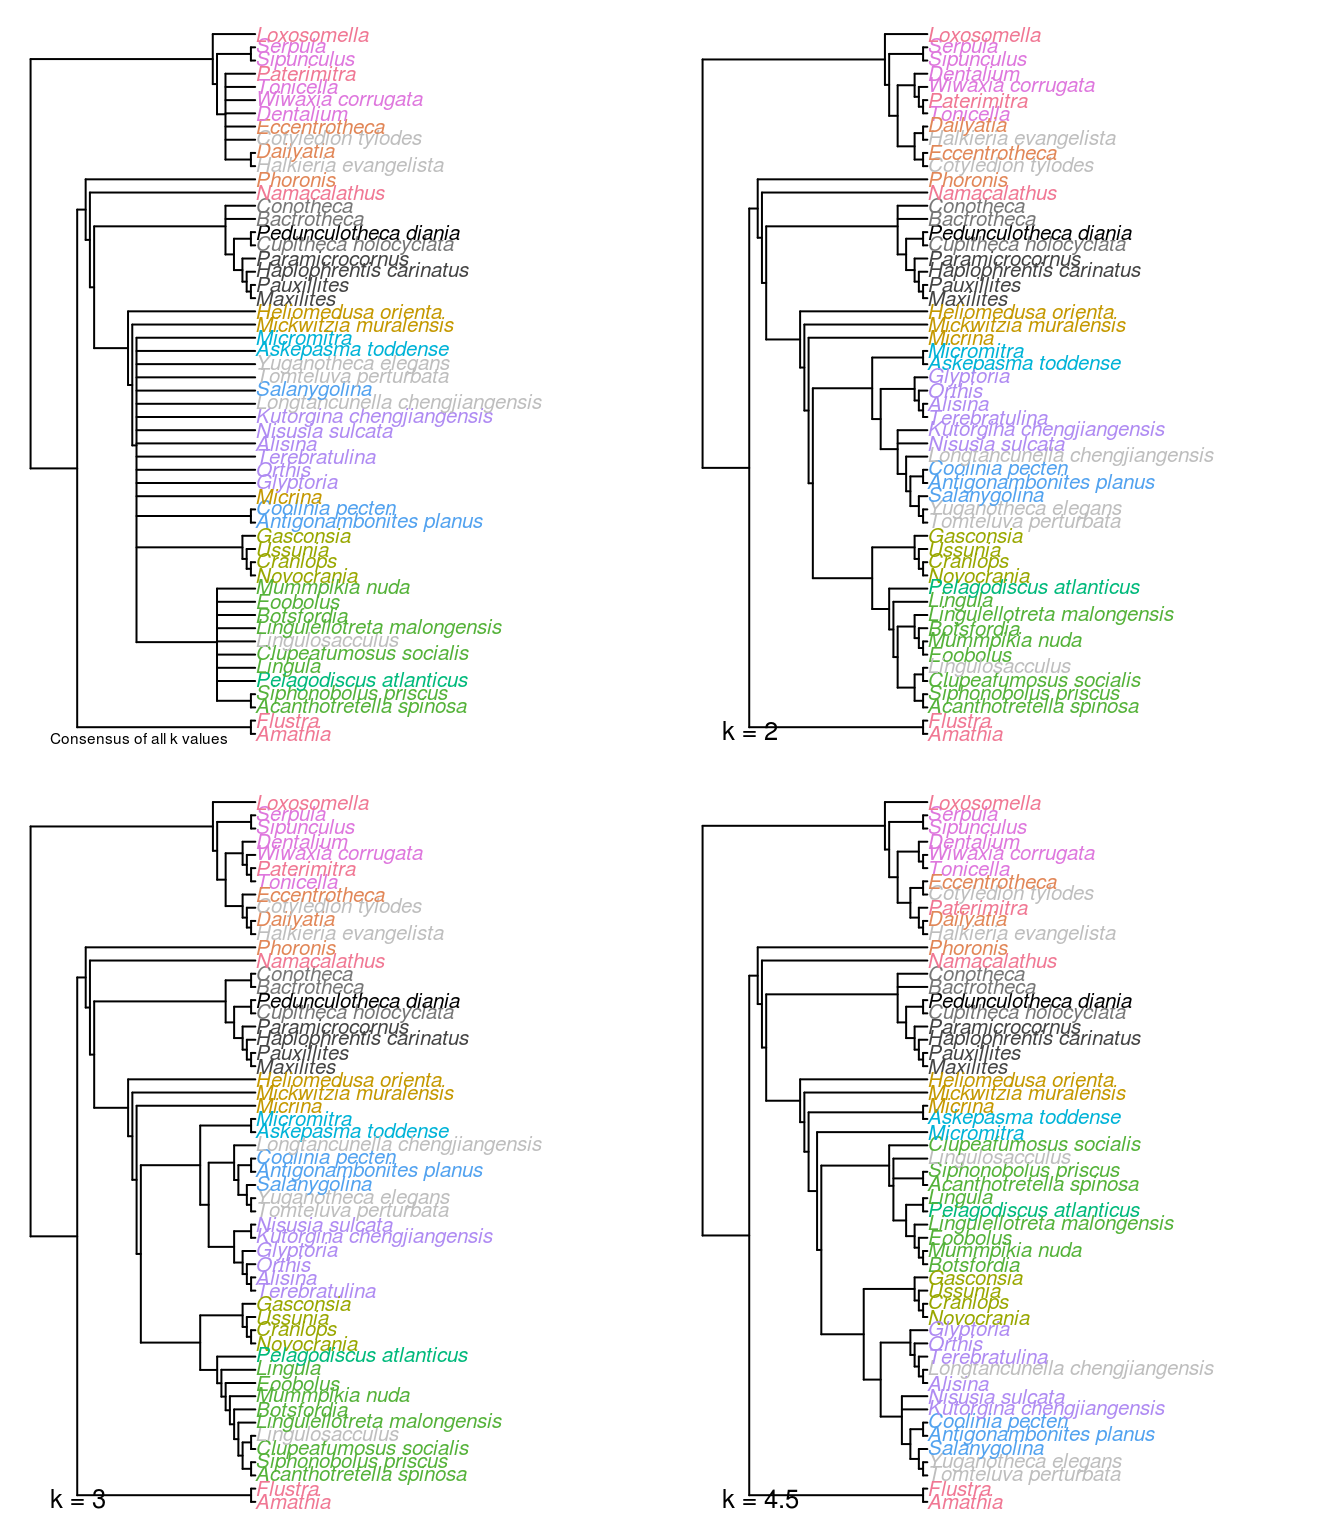 Loxosomella
Serpula
Sipunculus
Paterimitra
Tonicella
Wiwaxia corrugata
Dentalium
Eccentrotheca
Cotyledion tylodes
Dailyatia
Halkieria evangelista
Phoronis
Namacalathus
Conotheca
Bactrotheca
Pedunculotheca diania
Cupitheca holocyclata
Paramicrocornus
Haplophrentis carinatus
Pauxillites
Maxilites
Heliomedusa orienta.
Mickwitzia muralensis
Micromitra
Askepasma toddense
Yuganotheca elegans
Tomteluva perturbata
Salanygolina
Longtancunella chengjiangensis
Kutorgina chengjiangensis
Nisusia sulcata
Alisina
Terebratulina
Orthis
Glyptoria
Micrina
Coolinia pecten
Antigonambonites planus
Gasconsia
Ussunia
Craniops
Novocrania
Mummpikia nuda
Eoobolus
Botsfordia
Lingulellotreta malongensis
Lingulosacculus
Clupeafumosus socialis
Lingula
Pelagodiscus atlanticus
Siphonobolus priscus
Acanthotretella spinosa
Flustra
Amathia
Consensus of all k values
Loxosomella
Serpula
Sipunculus
Dentalium
Wiwaxia corrugata
Paterimitra
Tonicella
Dailyatia
Halkieria evangelista
Eccentrotheca
Cotyledion tylodes
Phoronis
Namacalathus
Conotheca
Bactrotheca
Pedunculotheca diania
Cupitheca holocyclata
Paramicrocornus
Haplophrentis carinatus
Pauxillites
Maxilites
Heliomedusa orienta.
Mickwitzia muralensis
Micrina
Micromitra
Askepasma toddense
Glyptoria
Orthis
Alisina
Terebratulina
Kutorgina chengjiangensis
Nisusia sulcata
Longtancunella chengjiangensis
Coolinia pecten
Antigonambonites planus
Salanygolina
Yuganotheca elegans
Tomteluva perturbata
Gasconsia
Ussunia
Craniops
Novocrania
Pelagodiscus atlanticus
Lingula
Lingulellotreta malongensis
Botsfordia
Mummpikia nuda
Eoobolus
Lingulosacculus
Clupeafumosus socialis
Siphonobolus priscus
Acanthotretella spinosa
Flustra
Amathia
k = 2
Loxosomella
Serpula
Sipunculus
Dentalium
Wiwaxia corrugata
Paterimitra
Tonicella
Eccentrotheca
Cotyledion tylodes
Dailyatia
Halkieria evangelista
Phoronis
Namacalathus
Conotheca
Bactrotheca
Pedunculotheca diania
Cupitheca holocyclata
Paramicrocornus
Haplophrentis carinatus
Pauxillites
Maxilites
Heliomedusa orienta.
Mickwitzia muralensis
Micrina
Micromitra
Askepasma toddense
Longtancunella chengjiangensis
Coolinia pecten
Antigonambonites planus
Salanygolina
Yuganotheca elegans
Tomteluva perturbata
Nisusia sulcata
Kutorgina chengjiangensis
Glyptoria
Orthis
Alisina
Terebratulina
Gasconsia
Ussunia
Craniops
Novocrania
Pelagodiscus atlanticus
Lingula
Eoobolus
Mummpikia nuda
Botsfordia
Lingulellotreta malongensis
Lingulosacculus
Clupeafumosus socialis
Siphonobolus priscus
Acanthotretella spinosa
Flustra
Amathia
k = 3
Loxosomella
Serpula
Sipunculus
Dentalium
Wiwaxia corrugata
Tonicella
Eccentrotheca
Cotyledion tylodes
Paterimitra
Dailyatia
Halkieria evangelista
Phoronis
Namacalathus
Conotheca
Bactrotheca
Pedunculotheca diania
Cupitheca holocyclata
Paramicrocornus
Haplophrentis carinatus
Pauxillites
Maxilites
Heliomedusa orienta.
Mickwitzia muralensis
Micrina
Askepasma toddense
Micromitra
Clupeafumosus socialis
Lingulosacculus
Siphonobolus priscus
Acanthotretella spinosa
Lingula
Pelagodiscus atlanticus
Lingulellotreta malongensis
Eoobolus
Mummpikia nuda
Botsfordia
Gasconsia
Ussunia
Craniops
Novocrania
Glyptoria
Orthis
Terebratulina
Longtancunella chengjiangensis
Alisina
Nisusia sulcata
Kutorgina chengjiangensis
Coolinia pecten
Antigonambonites planus
Salanygolina
Yuganotheca elegans
Tomteluva perturbata
Flustra
Amathia
k = 4.5